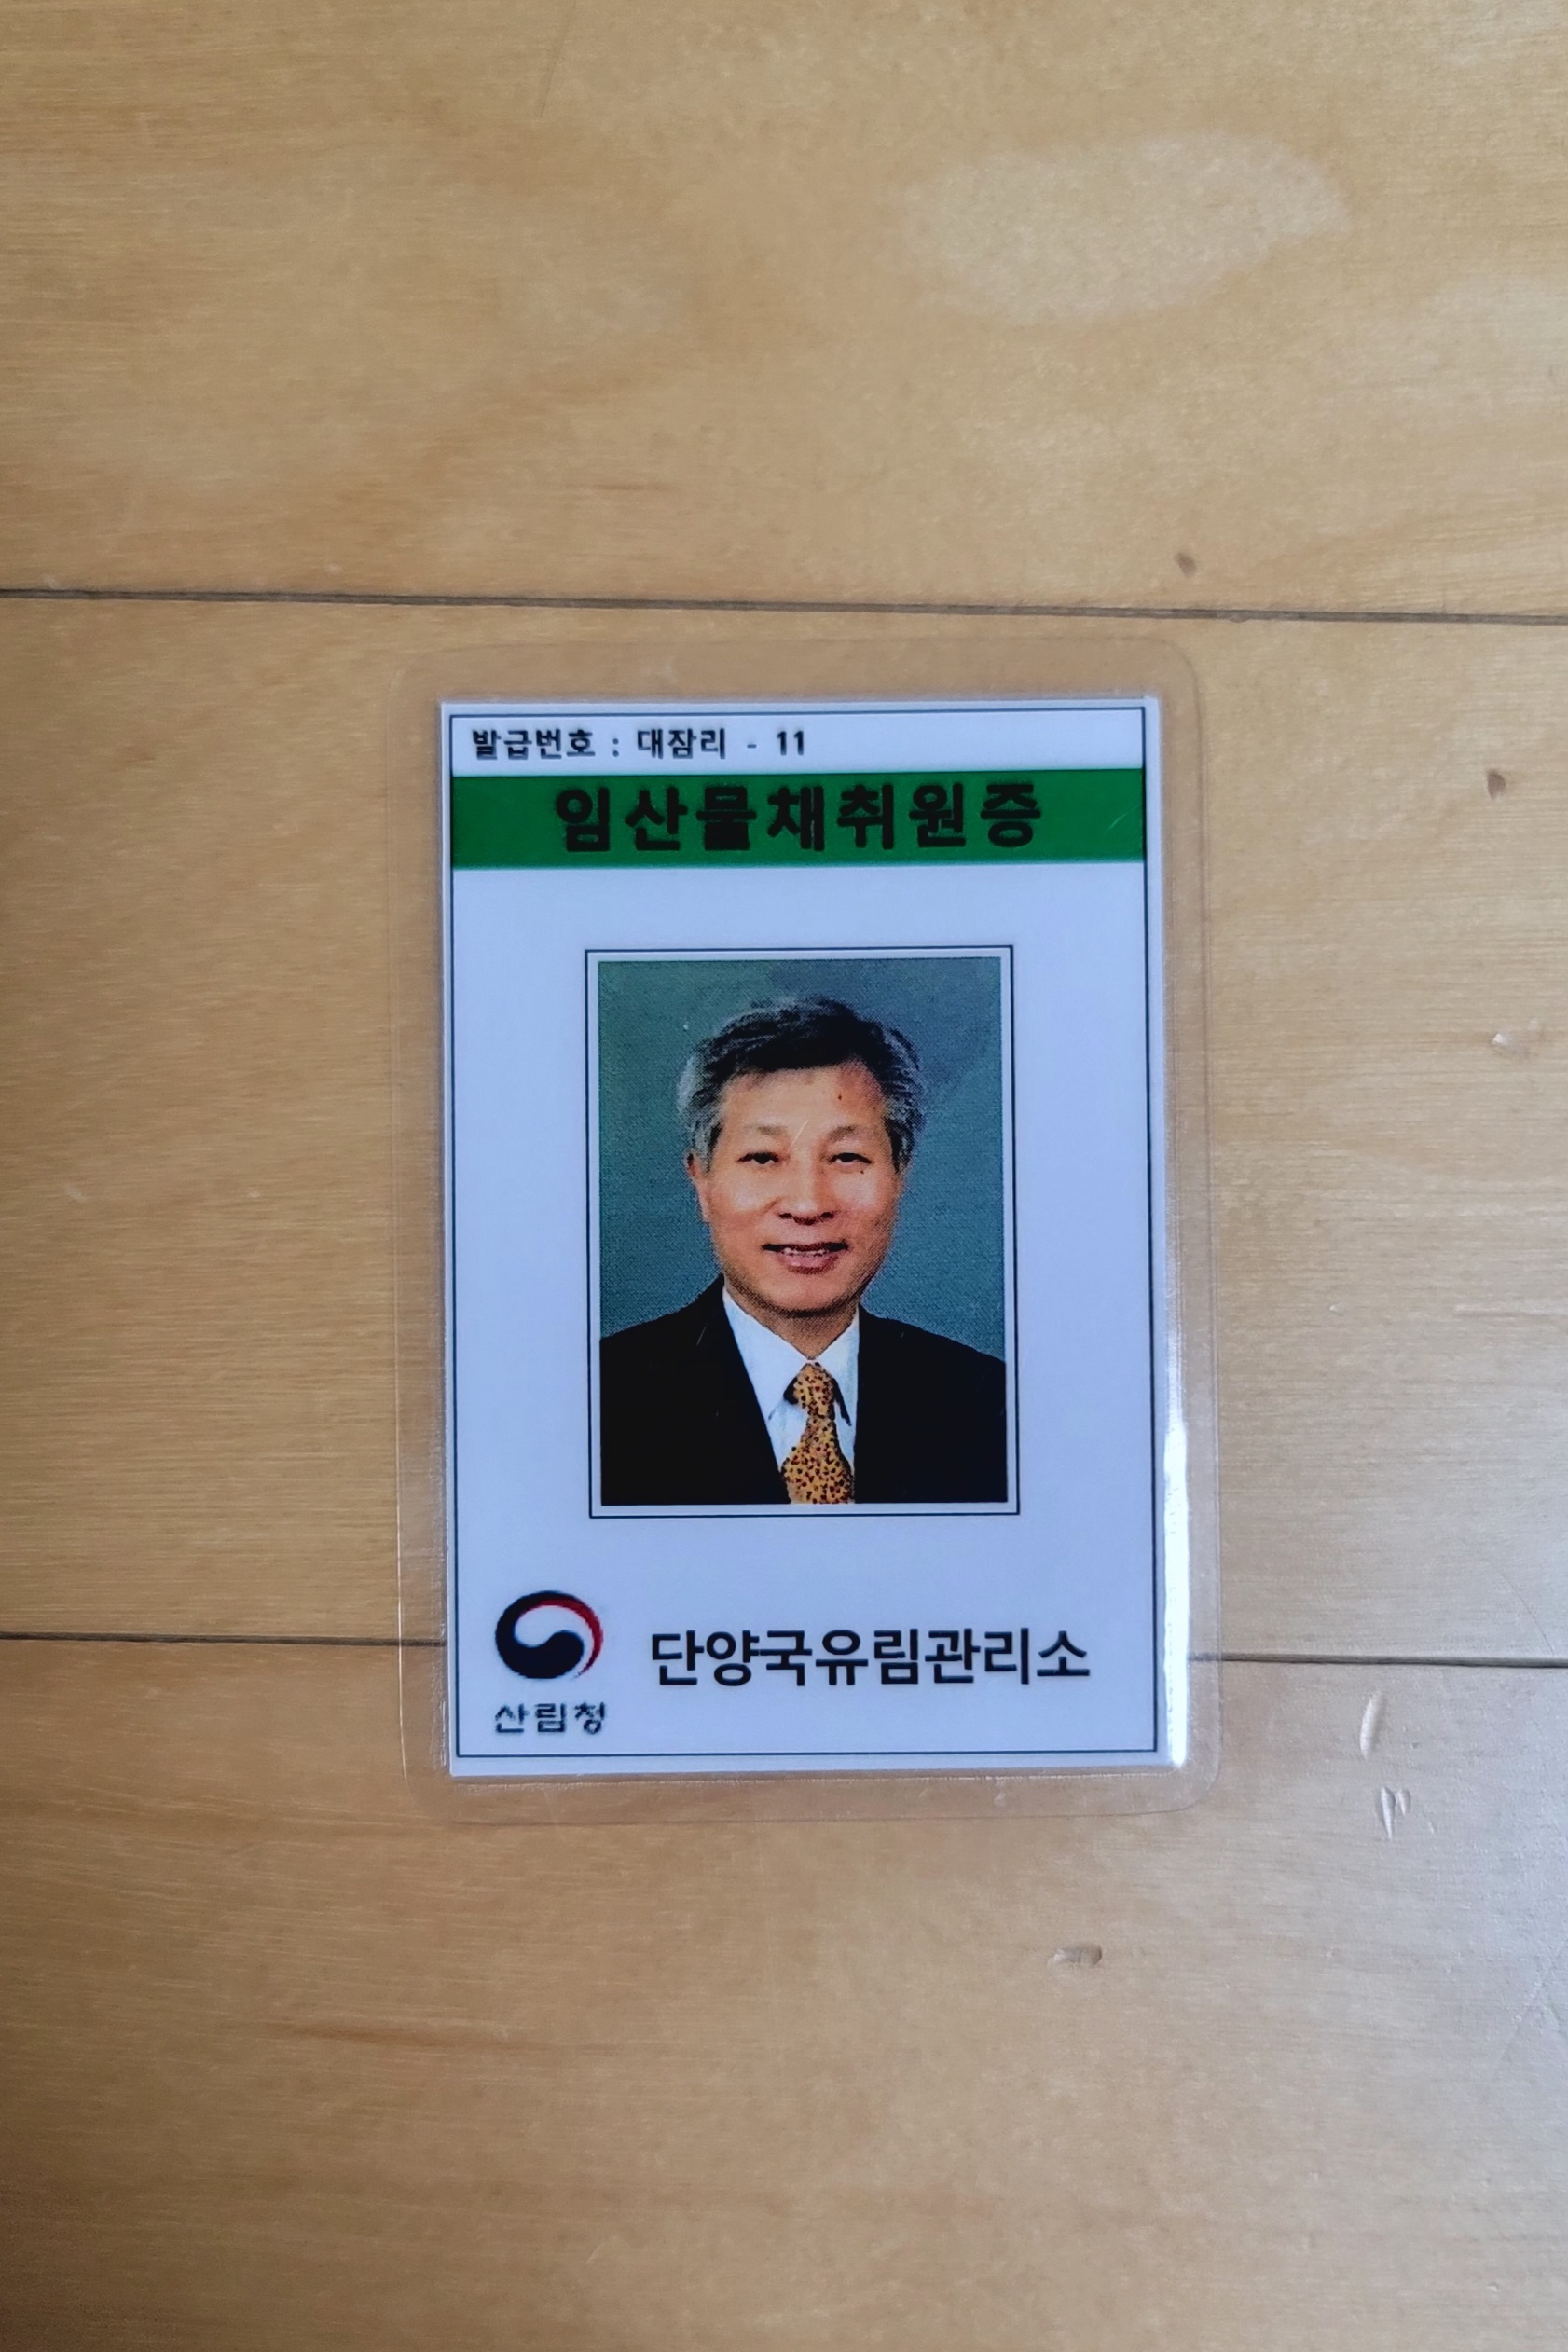 발급번호 : 대잠리 - 11
임산물채취원증
산림청
단양국유림관리소